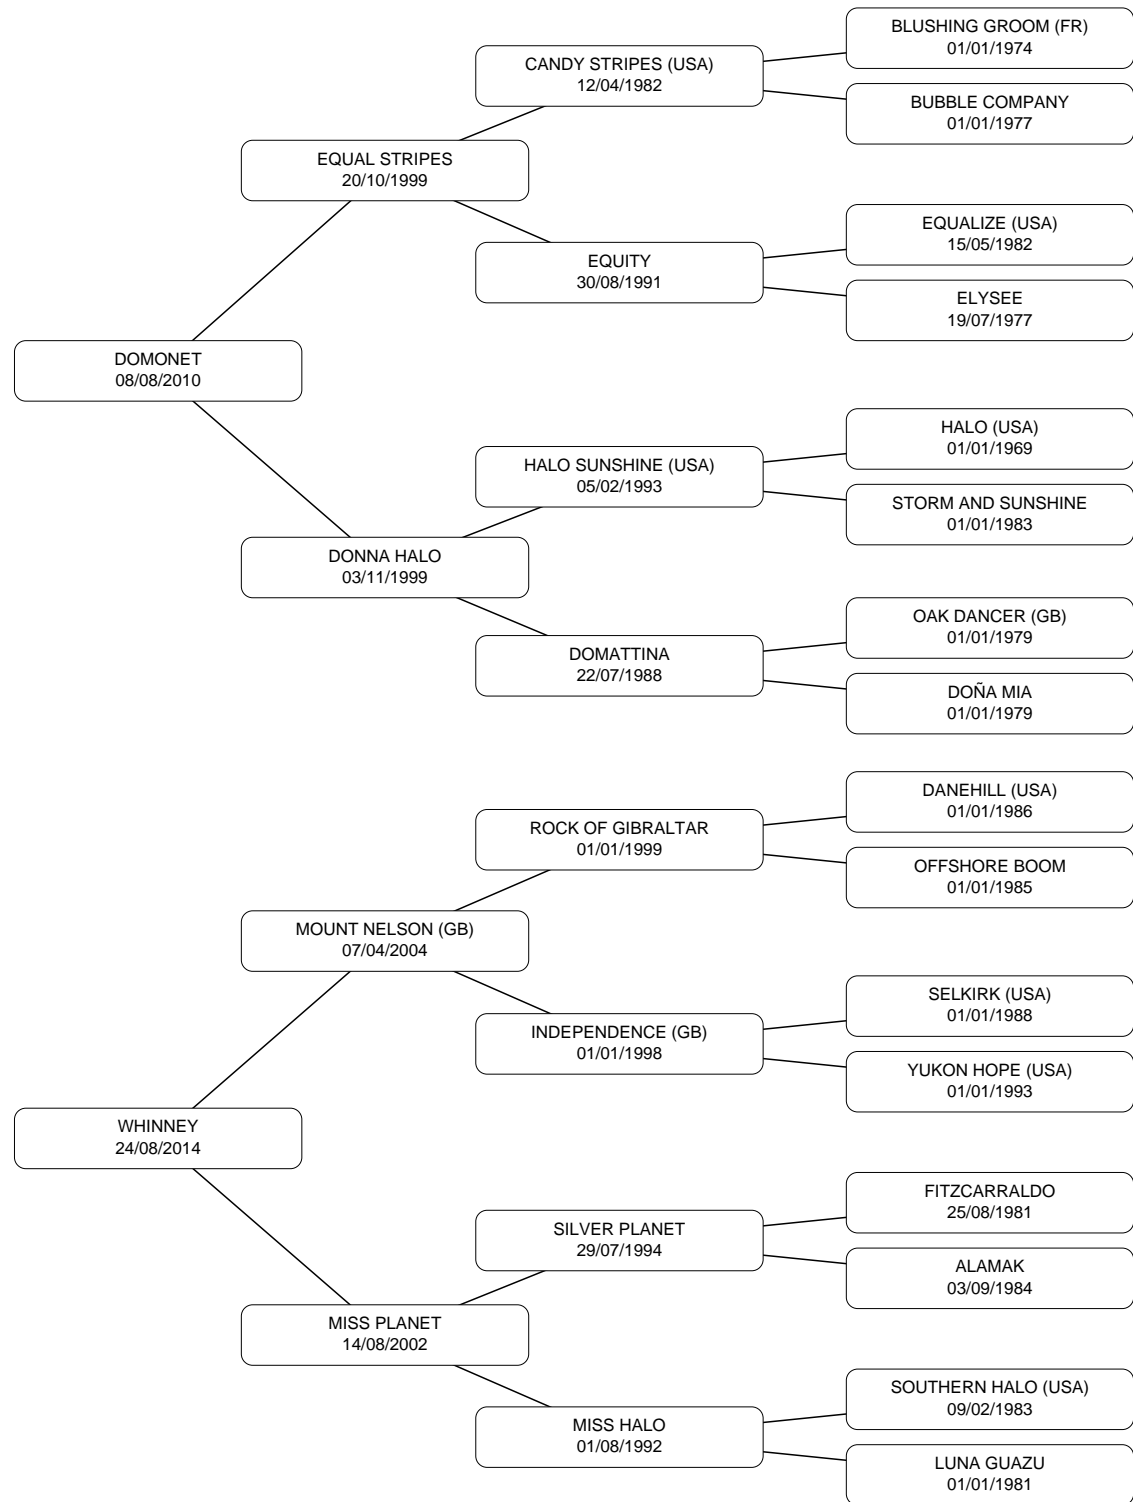 BLUSHING GROOM (FR)
01/01/1974
CANDY STRIPES (USA)
12/04/1982
BUBBLE COMPANY
01/01/1977
EQUAL STRIPES
20/10/1999
EQUALIZE (USA)
15/05/1982
EQUITY
30/08/1991
ELYSEE
19/07/1977
DOMONET
08/08/2010
HALO (USA)
01/01/1969
HALO SUNSHINE (USA)
05/02/1993
STORM AND SUNSHINE
01/01/1983
DONNA HALO
03/11/1999
OAK DANCER (GB)
01/01/1979
DOMATTINA
22/07/1988
DOÑA MIA
01/01/1979
DANEHILL (USA)
01/01/1986
ROCK OF GIBRALTAR
01/01/1999
OFFSHORE BOOM
01/01/1985
MOUNT NELSON (GB)
07/04/2004
SELKIRK (USA)
01/01/1988
INDEPENDENCE (GB)
01/01/1998
YUKON HOPE (USA)
01/01/1993
WHINNEY
24/08/2014
FITZCARRALDO
25/08/1981
SILVER PLANET
29/07/1994
ALAMAK
03/09/1984
MISS PLANET
14/08/2002
SOUTHERN HALO (USA)
09/02/1983
MISS HALO
01/08/1992
LUNA GUAZU
01/01/1981